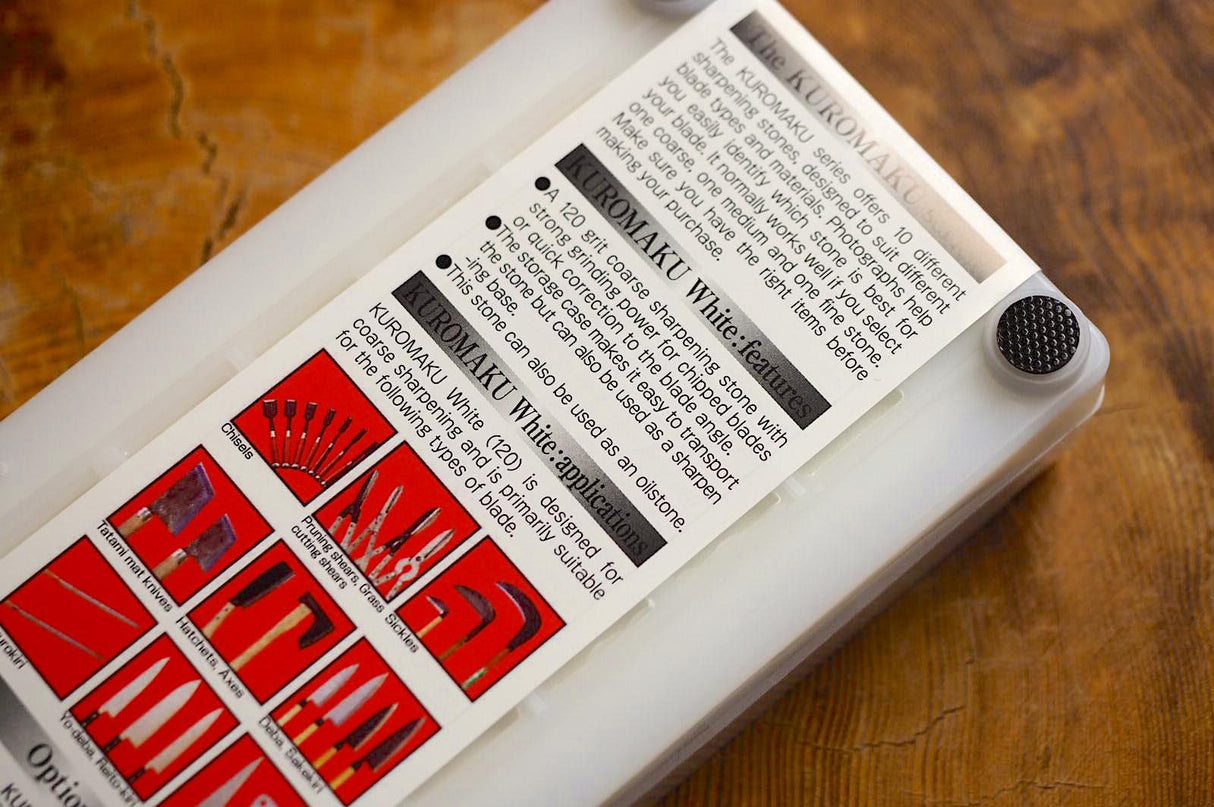 The KUROMAKU
The KUROMAKU series offers 10 different
sharpening stones, designed to suit different
blade types and materials. Photographs help
you easily identify which stone is best for
your blade. It normally works well if you select
one coarse, one medium and one fine stone.
Make sure you have the right items before
making your purchase.
KUROMAKU White:features
●A 120 grit coarse sharpening stone with
strong grinding power for chipped blades
or quick correction to the blade angle.
●The storage case makes it easy to transport
the stone but can also be used as a sharpen
-ing base.
●This stone can also be used as an oilstone.
KUROMAKU White:applications
KUROMAKU White (120) is designed for
coarse sharpening and is primarily suitable
for the following types of blade.
Chisels
Pruning shears, Grass
cutting shears
Sickles
Tatami mat knives
Hatchets, Axes
Deba, Sakekiri
Yo-deba, Reito-kiri
Option
KU